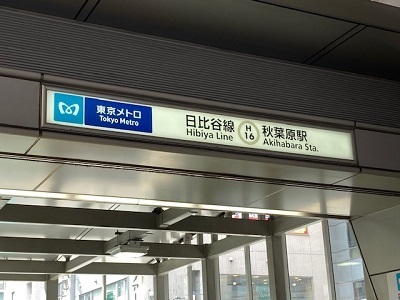 東京メトロ
Tokyo Metro
日比谷線
Hibiya Line
H
16
秋葉原駅
Akihabara Sta.